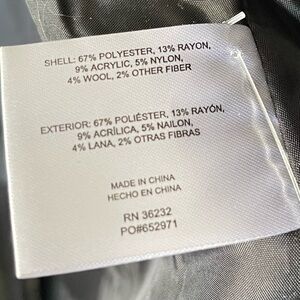 SHELL: 67% POLYESTER, 13% RAYON,
9% ACRYLIC, 5% NYLON,
4% WOOL, 2% OTHER FIBER
EXTERIOR: 67% POLIÉSTER, 13% RAYÓN,
9% ACRÍLICA, 5% NAILON,
4% LANA, 2% OTRAS FIBRAS
MADE IN CHINA
HECHO EN CHINA
RN 36232
PO#652971